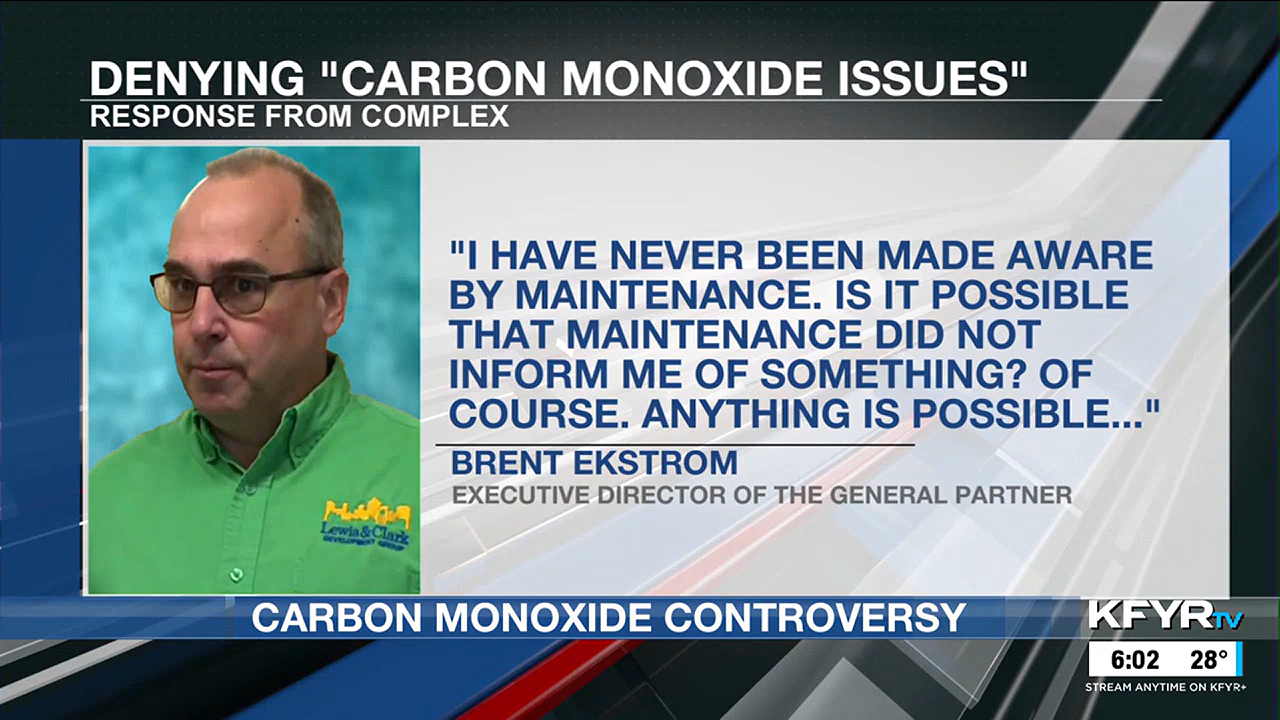 DENYING "CARBON MONOXIDE ISSUES"
RESPONSE FROM COMPLEX
"I HAVE NEVER BEEN MADE AWARE
BY MAINTENANCE. IS IT POSSIBLE
THAT MAINTENANCE DID NOT
INFORM ME OF SOMETHING? OF
COURSE. ANYTHING IS POSSIBLE..."
BRENT EKSTROM
EXECUTIVE DIRECTOR OF THE GENERAL PARTNER
Lewis & Clark
DEVELOPMENT GROUP
CARBON MONOXIDE CONTROVERSY
KFYR TV
6:02 28°
STREAM ANYTIME ON KFYR+